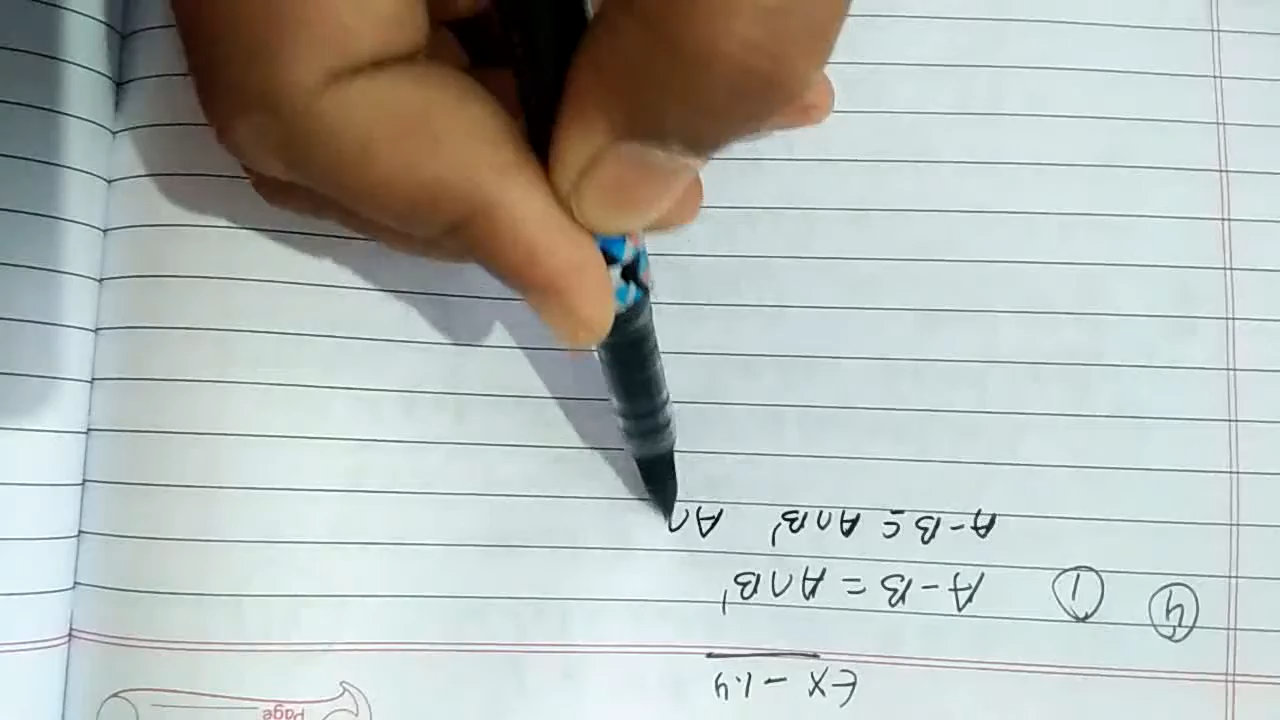 Page
Ex - 1.4
④ ① A - B = A ∩ B'
A - B ⊆ A ∩ B' A ∩